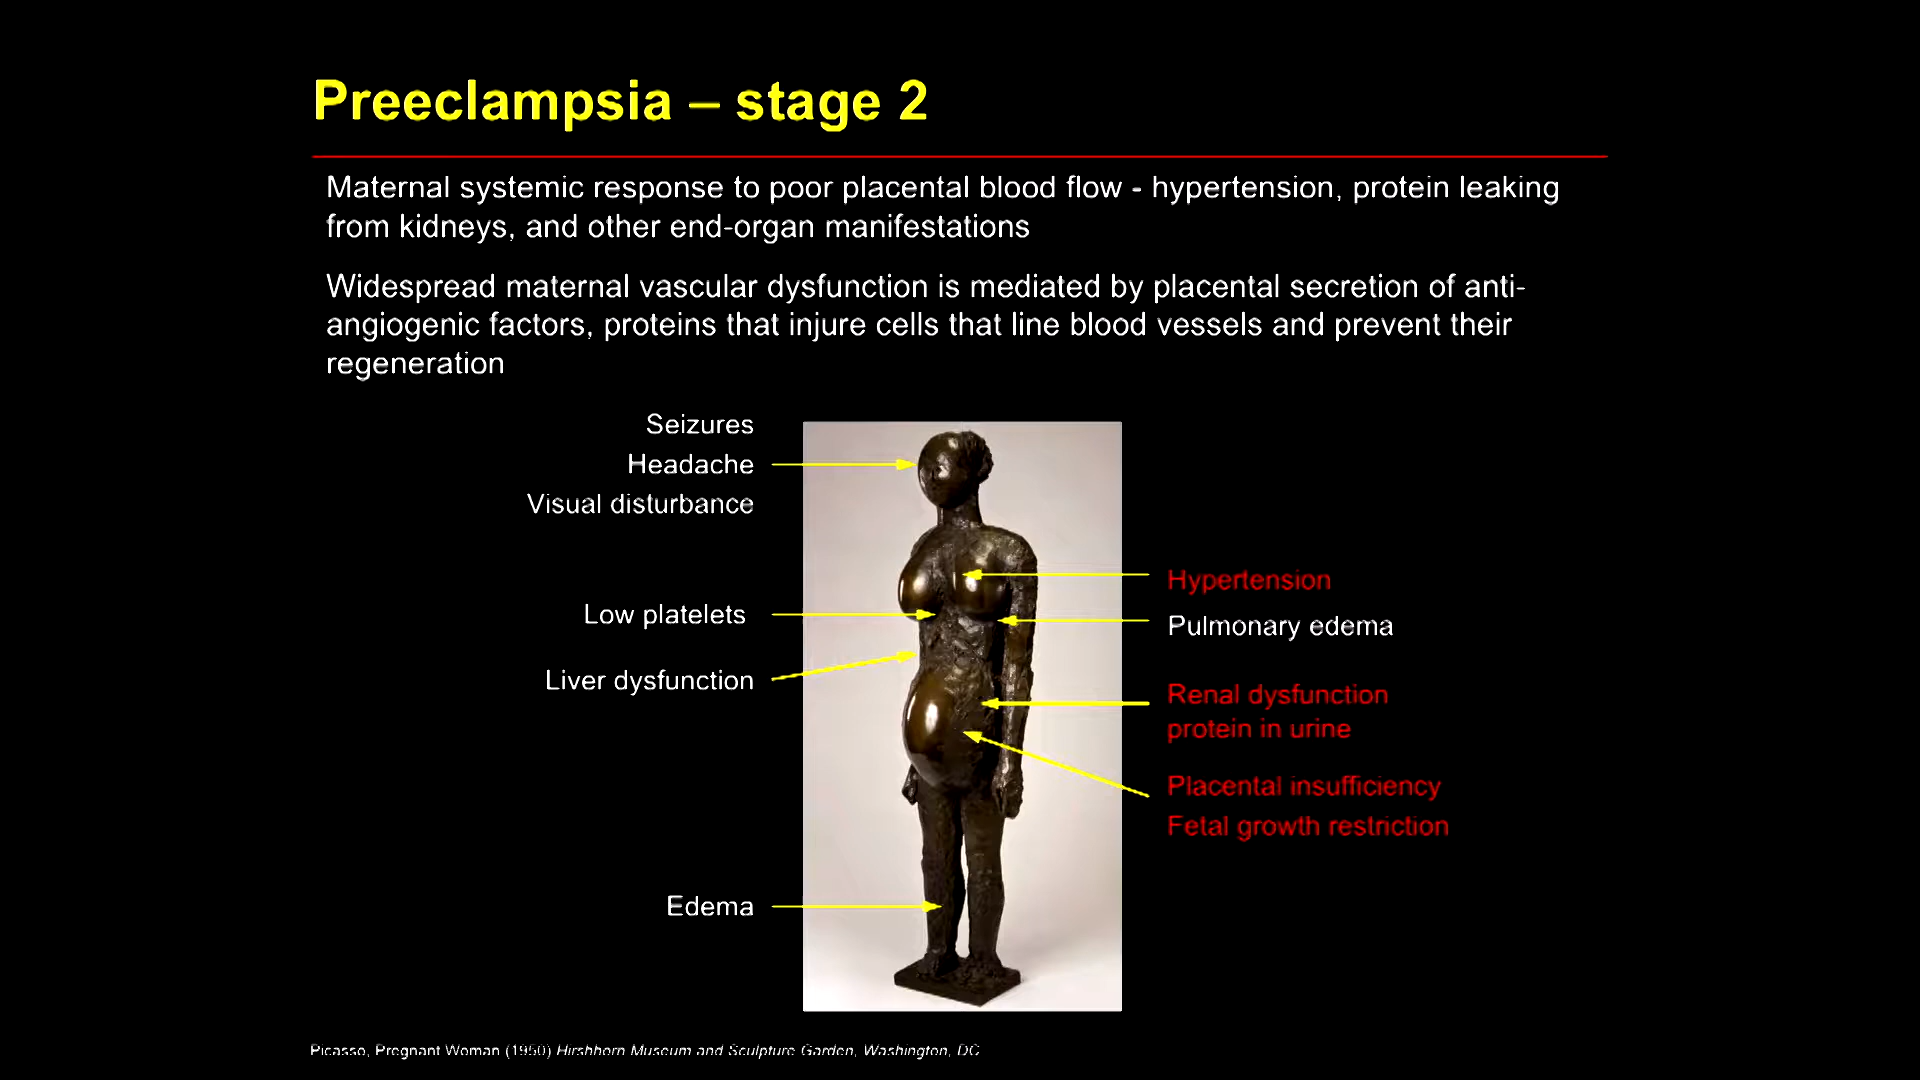 Preeclampsia – stage 2
Maternal systemic response to poor placental blood flow - hypertension, protein leaking
from kidneys, and other end-organ manifestations
Widespread maternal vascular dysfunction is mediated by placental secretion of anti-
angiogenic factors, proteins that injure cells that line blood vessels and prevent their
regeneration
Seizures
Headache
Visual disturbance
Low platelets
Liver dysfunction
Edema
Hypertension
Pulmonary edema
Renal dysfunction
protein in urine
Placental insufficiency
Fetal growth restriction
Picasso, Pregnant Woman (1950) Hirshhorn Museum and Sculpture Garden, Washington, DC